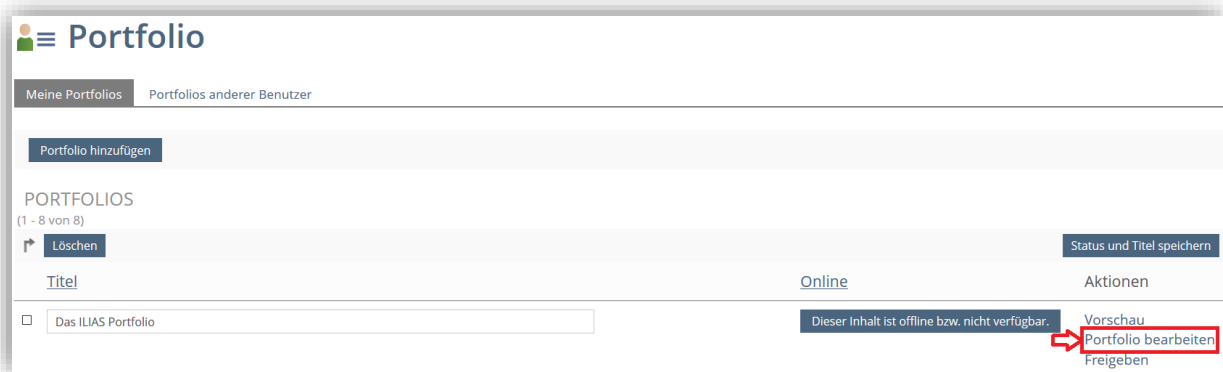 Portfolio
Meine Portfolios Portfolios anderer Benutzer
Portfolio hinzufügen
PORTFOLIOS
(1 - 8 von 8)
Löschen Status und Titel speichern
Titel Online Aktionen
Das ILIAS Portfolio Dieser Inhalt ist offline bzw. nicht verfügbar. Vorschau
Portfolio bearbeiten
Freigeben